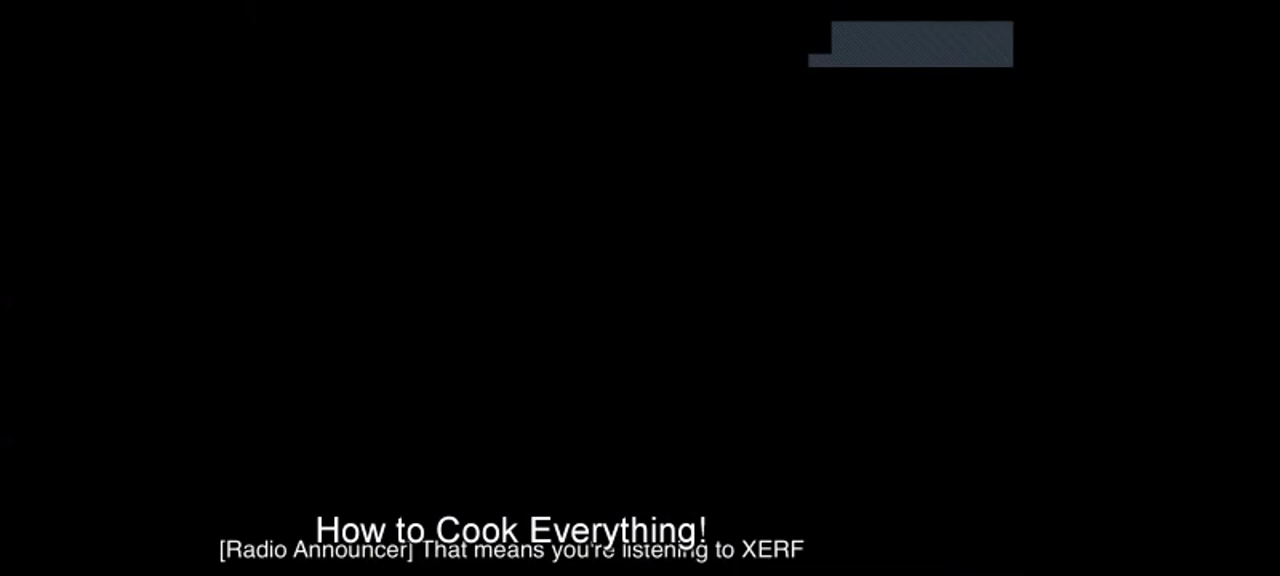 How to Cook Everything!
[Radio Announcer] That means you're listening to XERF